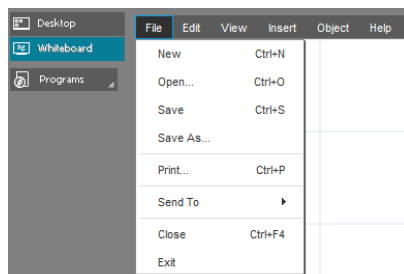 Desktop
Whiteboard
Programs
File Edit View Insert Object Help
New Ctrl+N
Open... Ctrl+O
Save Ctrl+S
Save As...
Print... Ctrl+P
Send To
Close Ctrl+F4
Exit